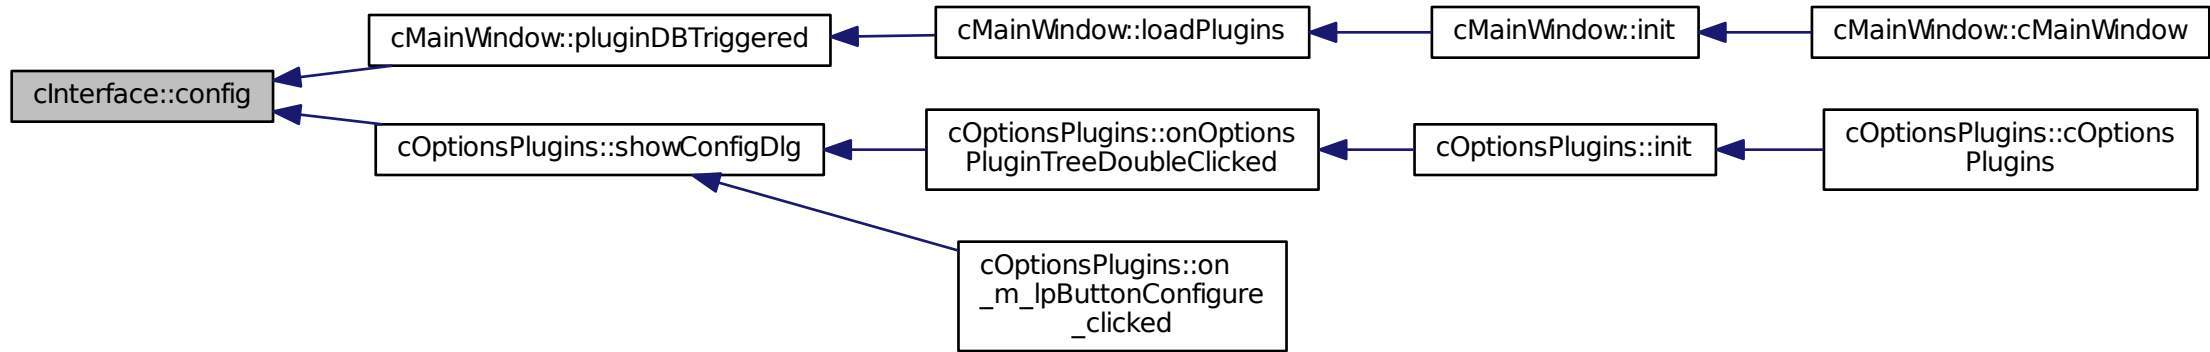 cInterface::config
cMainWindow::pluginDBTriggered
cMainWindow::loadPlugins
cMainWindow::init
cMainWindow::cMainWindow
cOptionsPlugins::showConfigDlg
cOptionsPlugins::onOptions
PluginTreeDoubleClicked
cOptionsPlugins::init
cOptionsPlugins::cOptions
Plugins
cOptionsPlugins::on
_m_lpButtonConfigure
_clicked